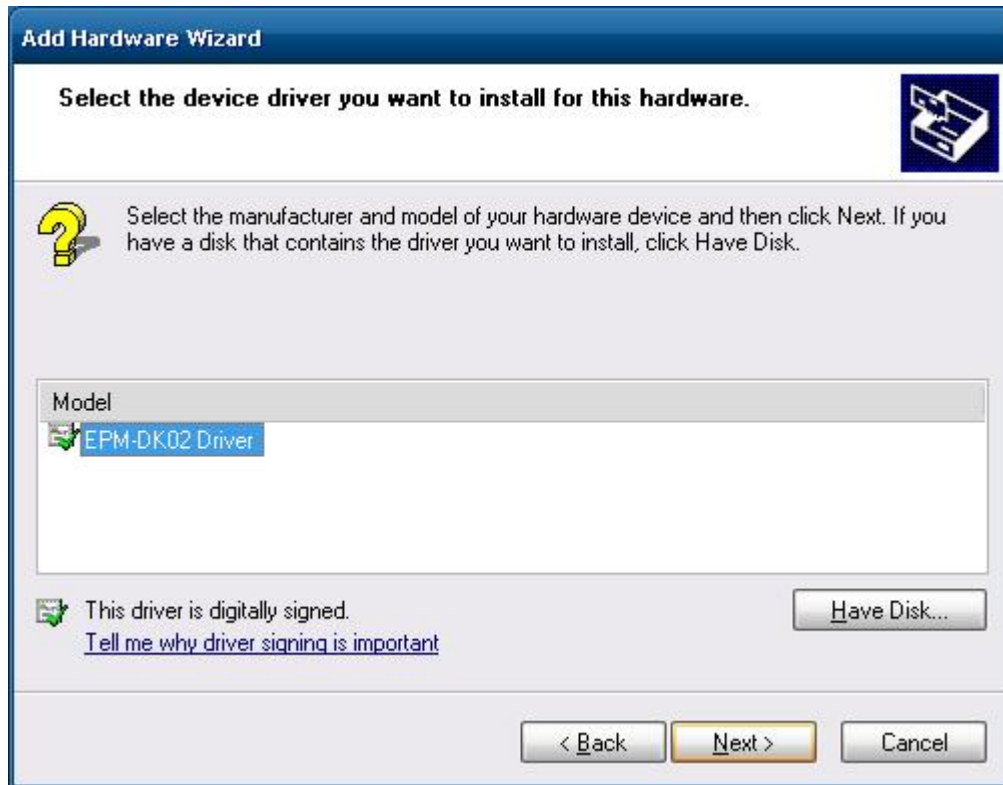 Add Hardware Wizard
Select the device driver you want to install for this hardware.
Select the manufacturer and model of your hardware device and then click Next. If you
have a disk that contains the driver you want to install, click Have Disk.
Model
EPM-DK02 Driver
This driver is digitally signed.
Have Disk...
Tell me why driver signing is important
< Back
Next >
Cancel